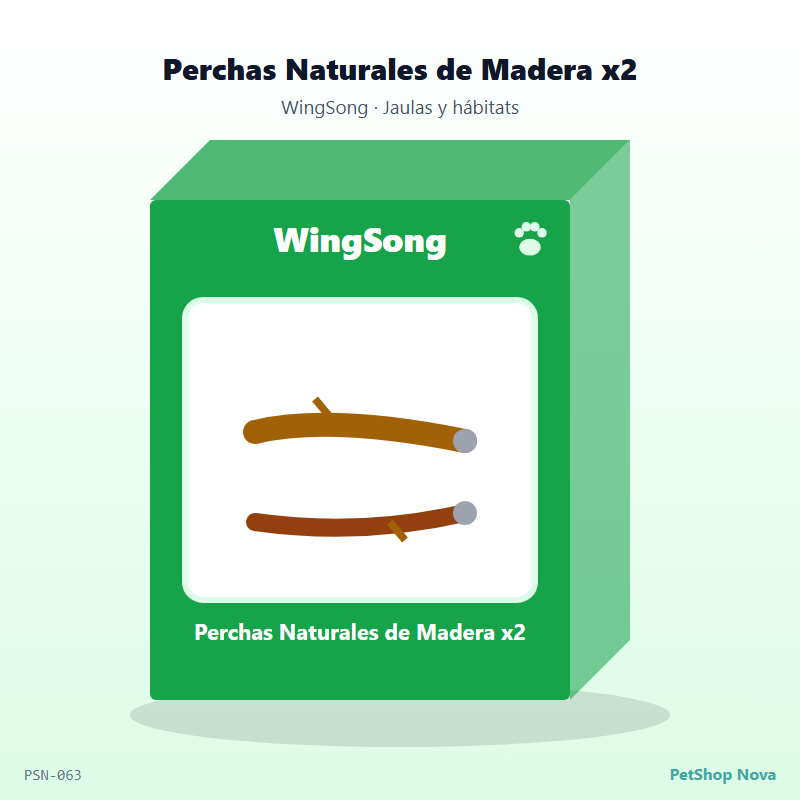 Perchas Naturales de Madera x2
WingSong · Jaulas y hábitats
WingSong
Perchas Naturales de Madera x2
PSN-063
PetShop Nova